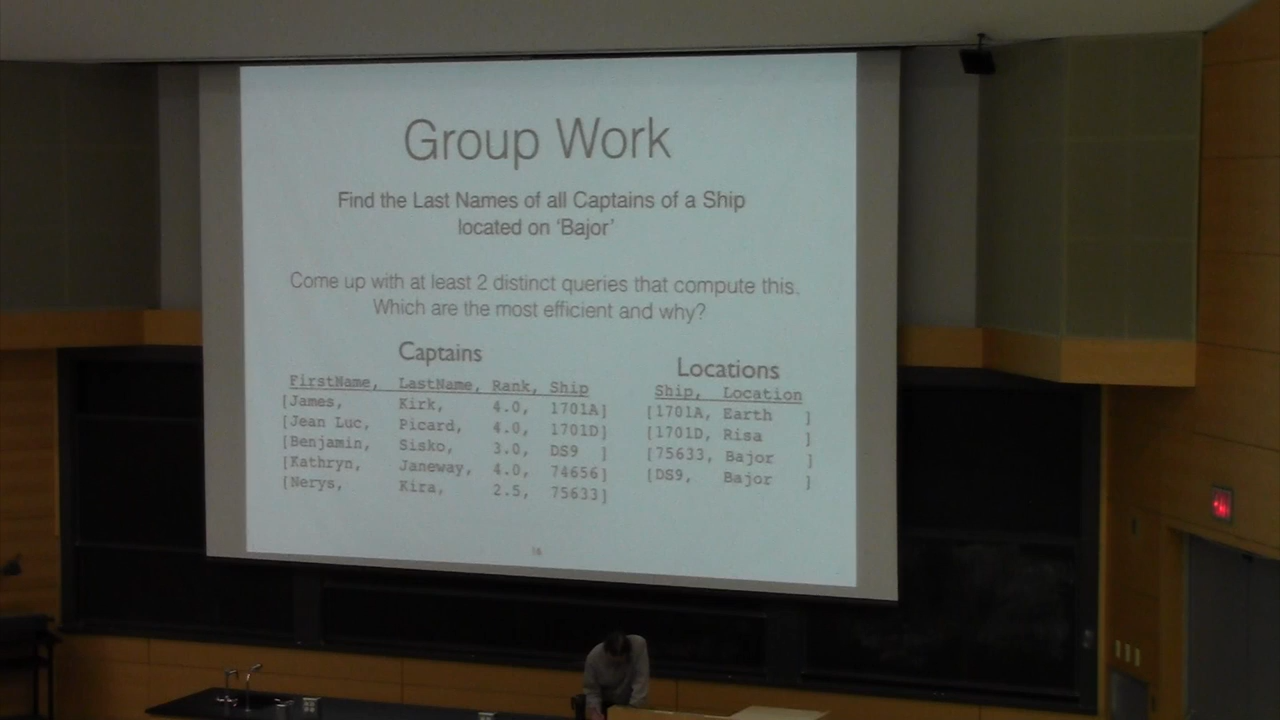 Group Work
Find the Last Names of all Captains of a Ship
located on ‘Bajor’
Come up with at least 2 distinct queries that compute this.
Which are the most efficient and why?
Captains
FirstName, LastName, Rank, Ship
[James, Kirk, 4.0, 1701A]
[Jean Luc, Picard, 4.0, 1701D]
[Benjamin, Sisko, 3.0, DS9 ]
[Kathryn, Janeway, 4.0, 74656]
[Nerys, Kira, 2.5, 75633]
Locations
Ship, Location
[1701A, Earth ]
[1701D, Risa ]
[75633, Bajor ]
[DS9, Bajor ]